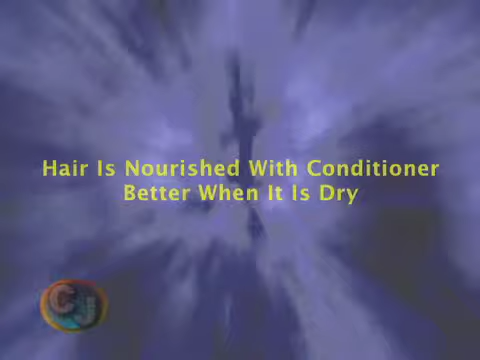 Hair Is Nourished With Conditioner
Better When It Is Dry